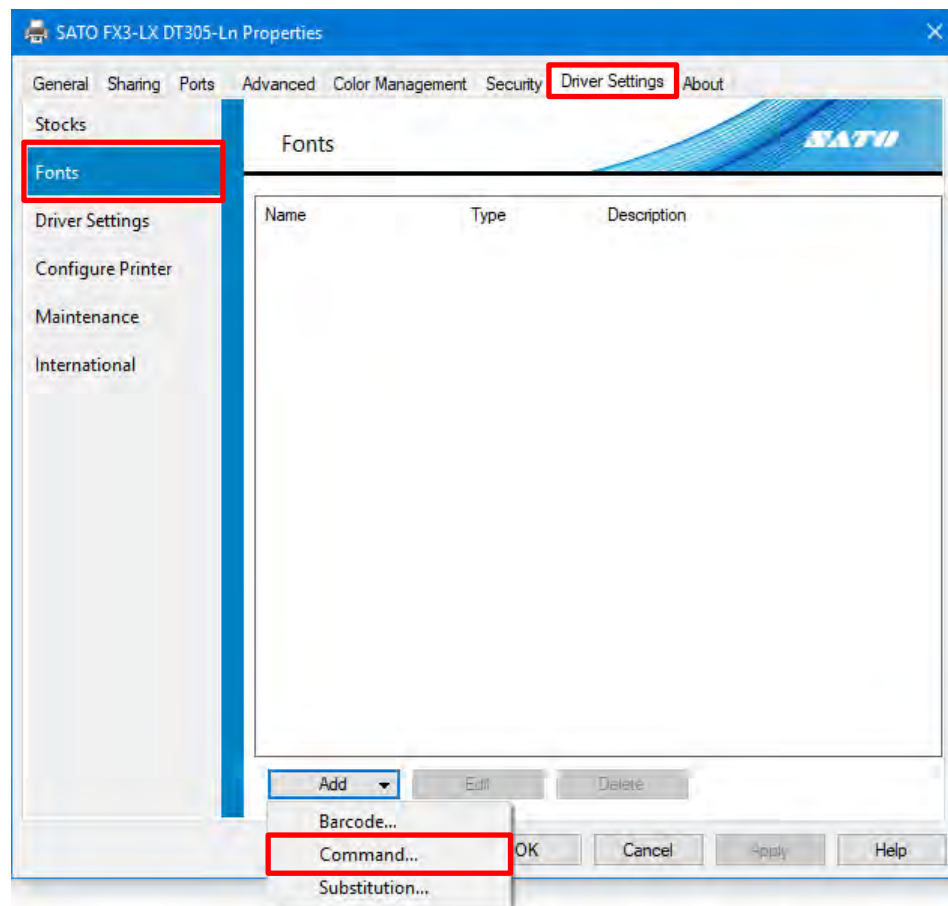 SATO FX3-LX DT305-Ln Properties
General Sharing Ports Advanced Color Management Security Driver Settings About
Stocks
Fonts
Driver Settings
Configure Printer
Maintenance
International
Fonts
SATO
Name Type Description
Add Edit Delete
Barcode...
Command...
Substitution...
OK Cancel Apply Help